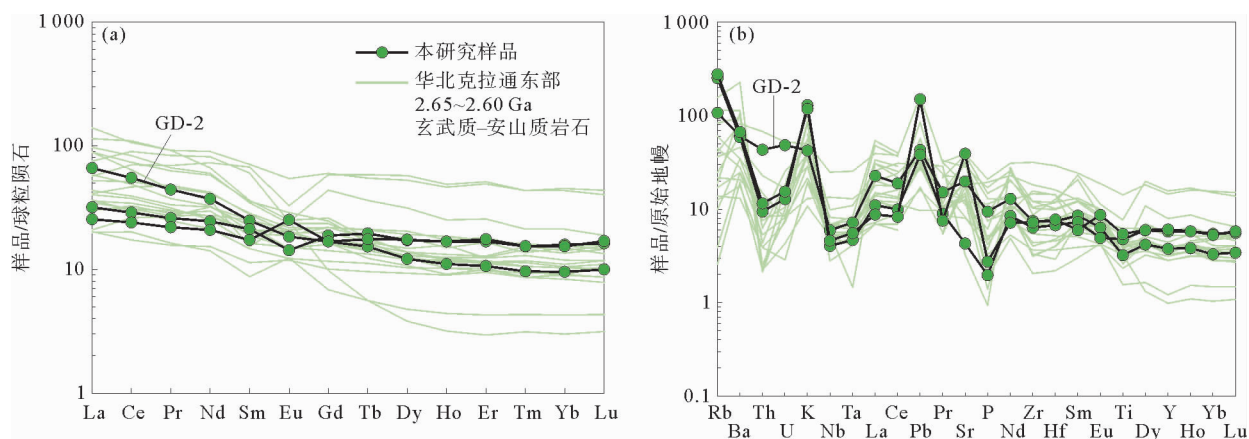 (a)
本研究样品
华北克拉通东部
2.65~2.60 Ga
玄武质–安山质岩石
GD-2
样品/球粒陨石
1 000
100
10
1
La Ce Pr Nd Sm Eu Gd Tb Dy Ho Er Tm Yb Lu
(b)
GD-2
样品/原始地幔
1 000
100
10
1
0.1
Rb Th K Ta Ce Pr P Zr Sm Ti Y Yb
Ba U Nb La Pb Sr Nd Hf Eu Dy Ho Lu